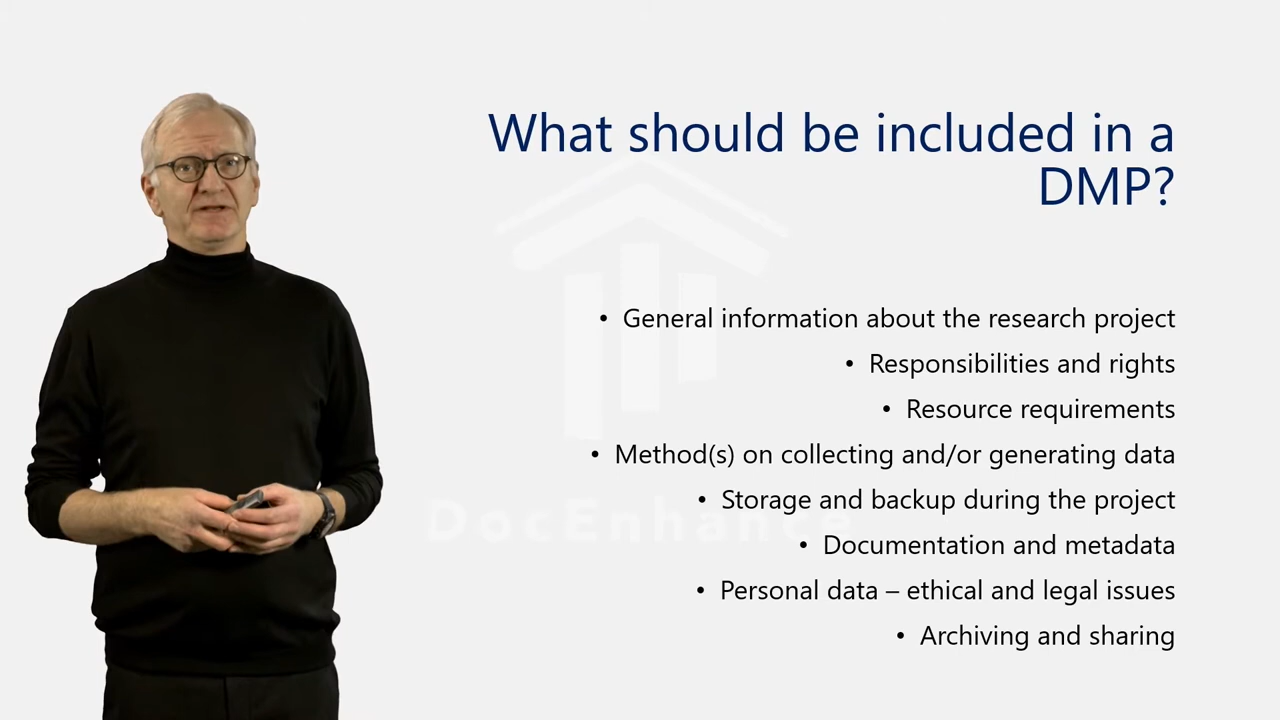 What should be included in a
DMP?
• General information about the research project
• Responsibilities and rights
• Resource requirements
• Method(s) on collecting and/or generating data
• Storage and backup during the project
• Documentation and metadata
• Personal data – ethical and legal issues
• Archiving and sharing
DocEnhance